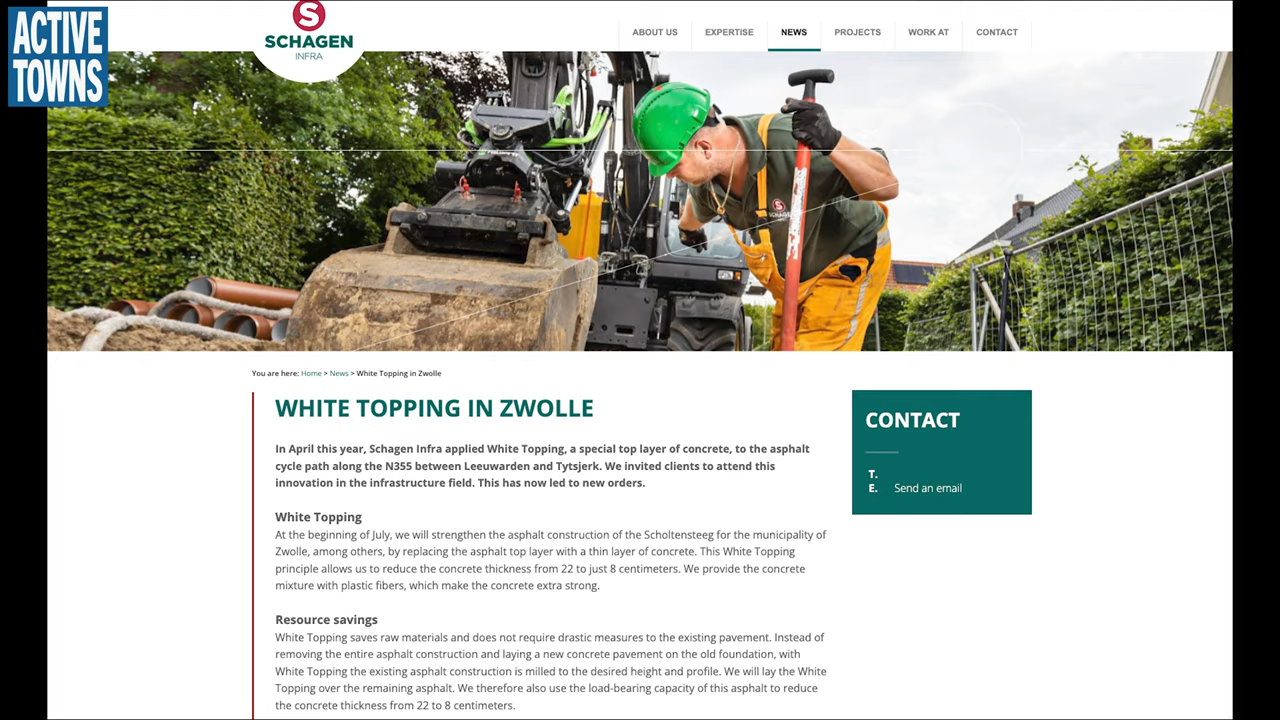 ACTIVE
TOWNS
S
SCHAGEN
INFRA
ABOUT US
EXPERTISE
NEWS
PROJECTS
WORK AT
CONTACT
S
SCHAGEN
You are here: Home > News > White Topping in Zwolle
WHITE TOPPING IN ZWOLLE
In April this year, Schagen Infra applied White Topping, a special top layer of concrete, to the asphalt
cycle path along the N355 between Leeuwarden and Tytsjerk. We invited clients to attend this
innovation in the infrastructure field. This has now led to new orders.
White Topping
At the beginning of July, we will strengthen the asphalt construction of the Scholtensteeg for the municipality of
Zwolle, among others, by replacing the asphalt top layer with a thin layer of concrete. This White Topping
principle allows us to reduce the concrete thickness from 22 to just 8 centimeters. We provide the concrete
mixture with plastic fibers, which make the concrete extra strong.
Resource savings
White Topping saves raw materials and does not require drastic measures to the existing pavement. Instead of
removing the entire asphalt construction and laying a new concrete pavement on the old foundation, with
White Topping the existing asphalt construction is milled to the desired height and profile. We will lay the White
Topping over the remaining asphalt. We therefore also use the load-bearing capacity of this asphalt to reduce
the concrete thickness from 22 to 8 centimeters.
CONTACT
T.
E. Send an email